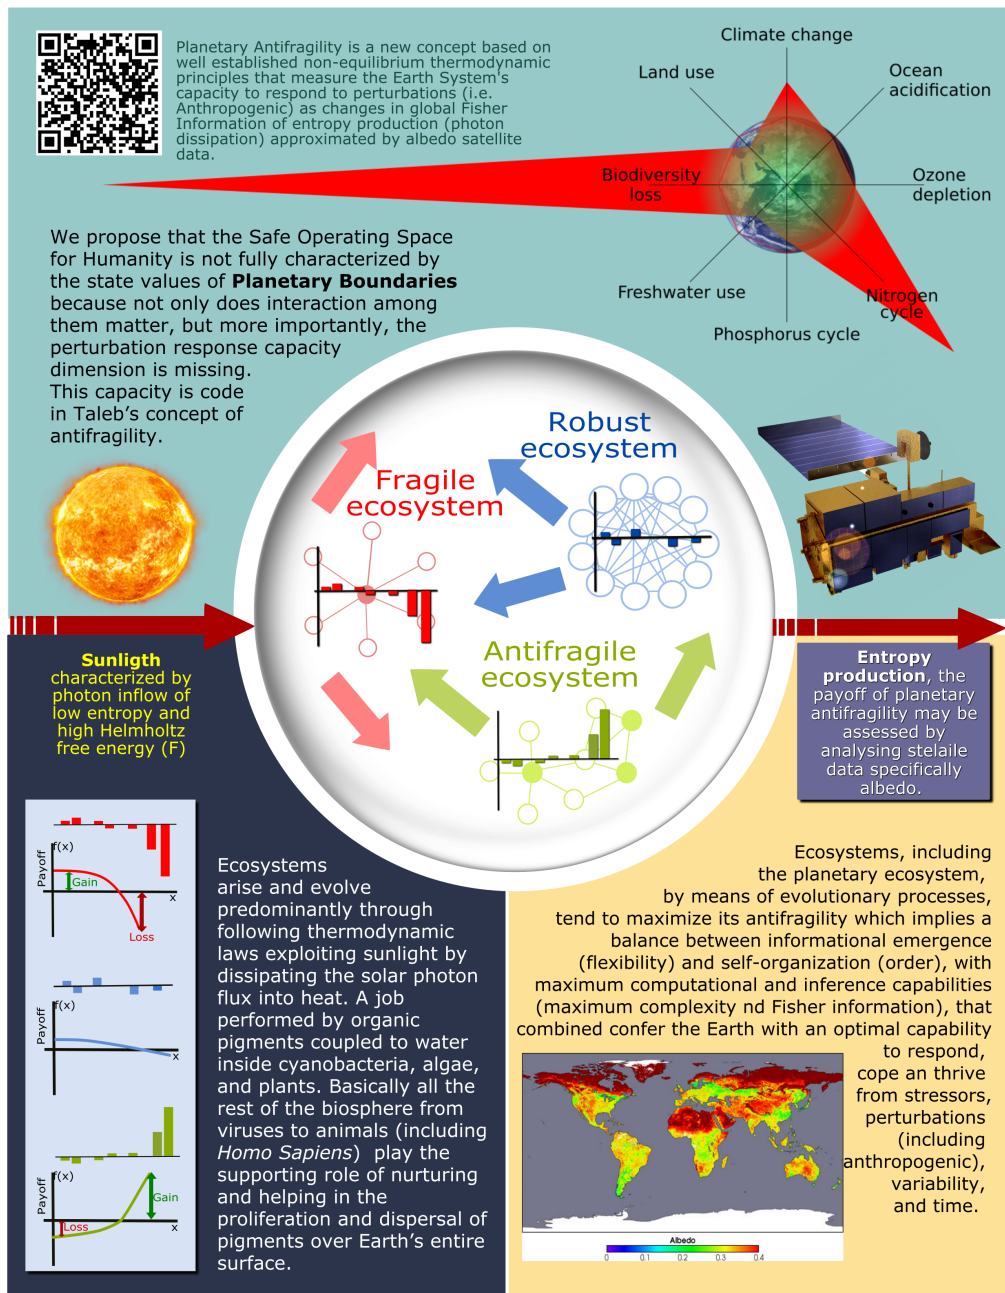 Planetary Antifragility is a new concept based on
well established non-equilibrium thermodynamic
principles that measure the Earth System's
capacity to respond to perturbations (i.e.
Anthropogenic) as changes in global Fisher
Information of entropy production (photon
dissipation) approximated by albedo satellite
data.
Climate change
Land use
Ocean
acidification
Biodiversity
loss
Ozone
depletion
Freshwater use
Nitrogen
cycle
Phosphorus cycle
We propose that the Safe Operating Space
for Humanity is not fully characterized by
the state values of Planetary Boundaries
because not only does interaction among
them matter, but more importantly, the
perturbation response capacity
dimension is missing.
This capacity is code
in Taleb's concept of
antifragility.
Robust
ecosystem
Fragile
ecosystem
Antifragile
ecosystem
Sunligth
characterized by
photon inflow of
low entropy and
high Helmholtz
free energy (F)
Entropy
production, the
payoff of planetary
antifragility may be
assessed by
analysing stelaile
data specifically
albedo.
f(x)
Payoff
Gain
x
Loss
f(x)
Payoff
x
f(x)
Payoff
Gain
Loss
x
Ecosystems
arise and evolve
predominantly through
following thermodynamic
laws exploiting sunlight by
dissipating the solar photon
flux into heat. A job
performed by organic
pigments coupled to water
inside cyanobacteria, algae,
and plants. Basically all the
rest of the biosphere from
viruses to animals (including
Homo Sapiens) play the
supporting role of nurturing
and helping in the
proliferation and dispersal of
pigments over Earth's entire
surface.
Ecosystems, including
the planetary ecosystem,
by means of evolutionary processes,
tend to maximize its antifragility which implies a
balance between informational emergence
(flexibility) and self-organization (order), with
maximum computational and inference capabilities
(maximum complexity nd Fisher information), that
combined confer the Earth with an optimal capability
to respond,
cope an thrive
from stressors,
perturbations
(including
anthropogenic),
variability,
and time.
Albedo
0 0.1 0.2 0.3 0.4